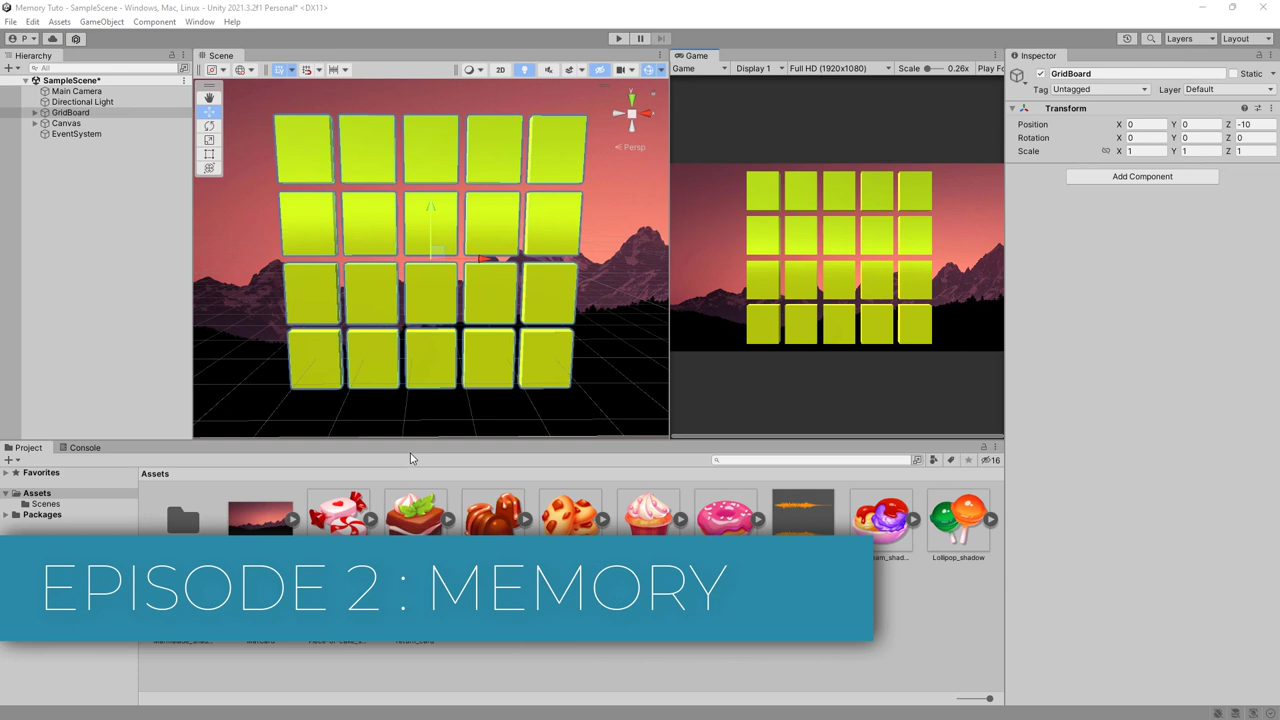 Memory Tuto - SampleScene - Windows, Mac, Linux - Unity 2021.3.2f1 Personal* <DX11>
File Edit Assets GameObject Component Window Help
P
Layers
Layout
Hierarchy
All
SampleScene*
Main Camera
Directional Light
GridBoard
Canvas
EventSystem
Scene
2D
y
x
Persp
Game
Game Display 1 Full HD (1920x1080) Scale 0.26x Play Fo
Inspector
GridBoard Static
Tag Untagged Layer Default
Transform
Position X 0 Y 0 Z -10
Rotation X 0 Y 0 Z 0
Scale X 1 Y 1 Z 1
Add Component
Project Console
16
Favorites
Assets
Scenes
Packages
Assets
am_shad...
Lollipop_shadow
EPISODE 2 : MEMORY